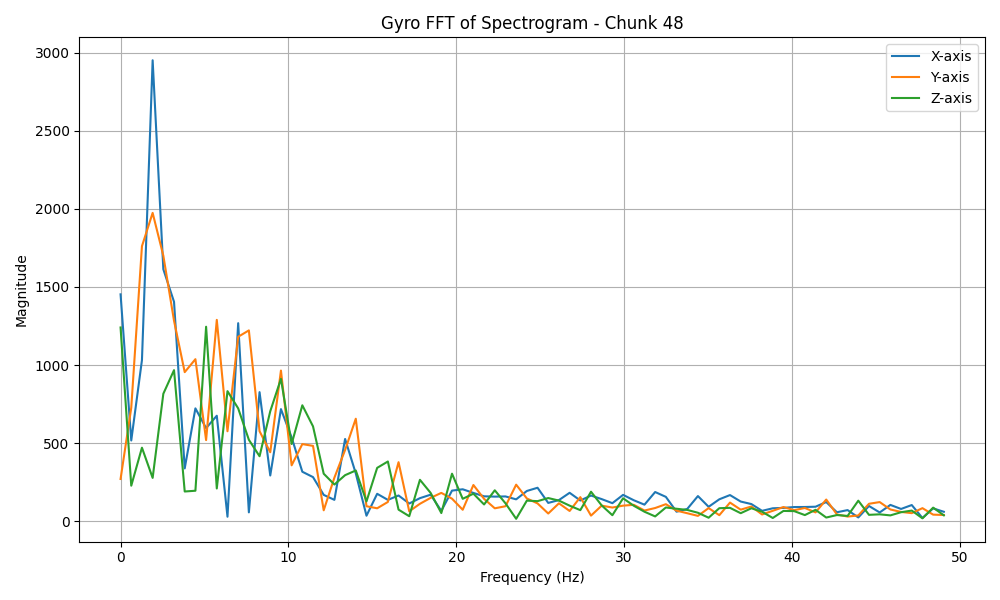 Gyro FFT of Spectrogram - Chunk 48
X-axis
Y-axis
Z-axis
3000
2500
2000
1500
1000
500
0
Magnitude
0 10 20 30 40 50
Frequency (Hz)